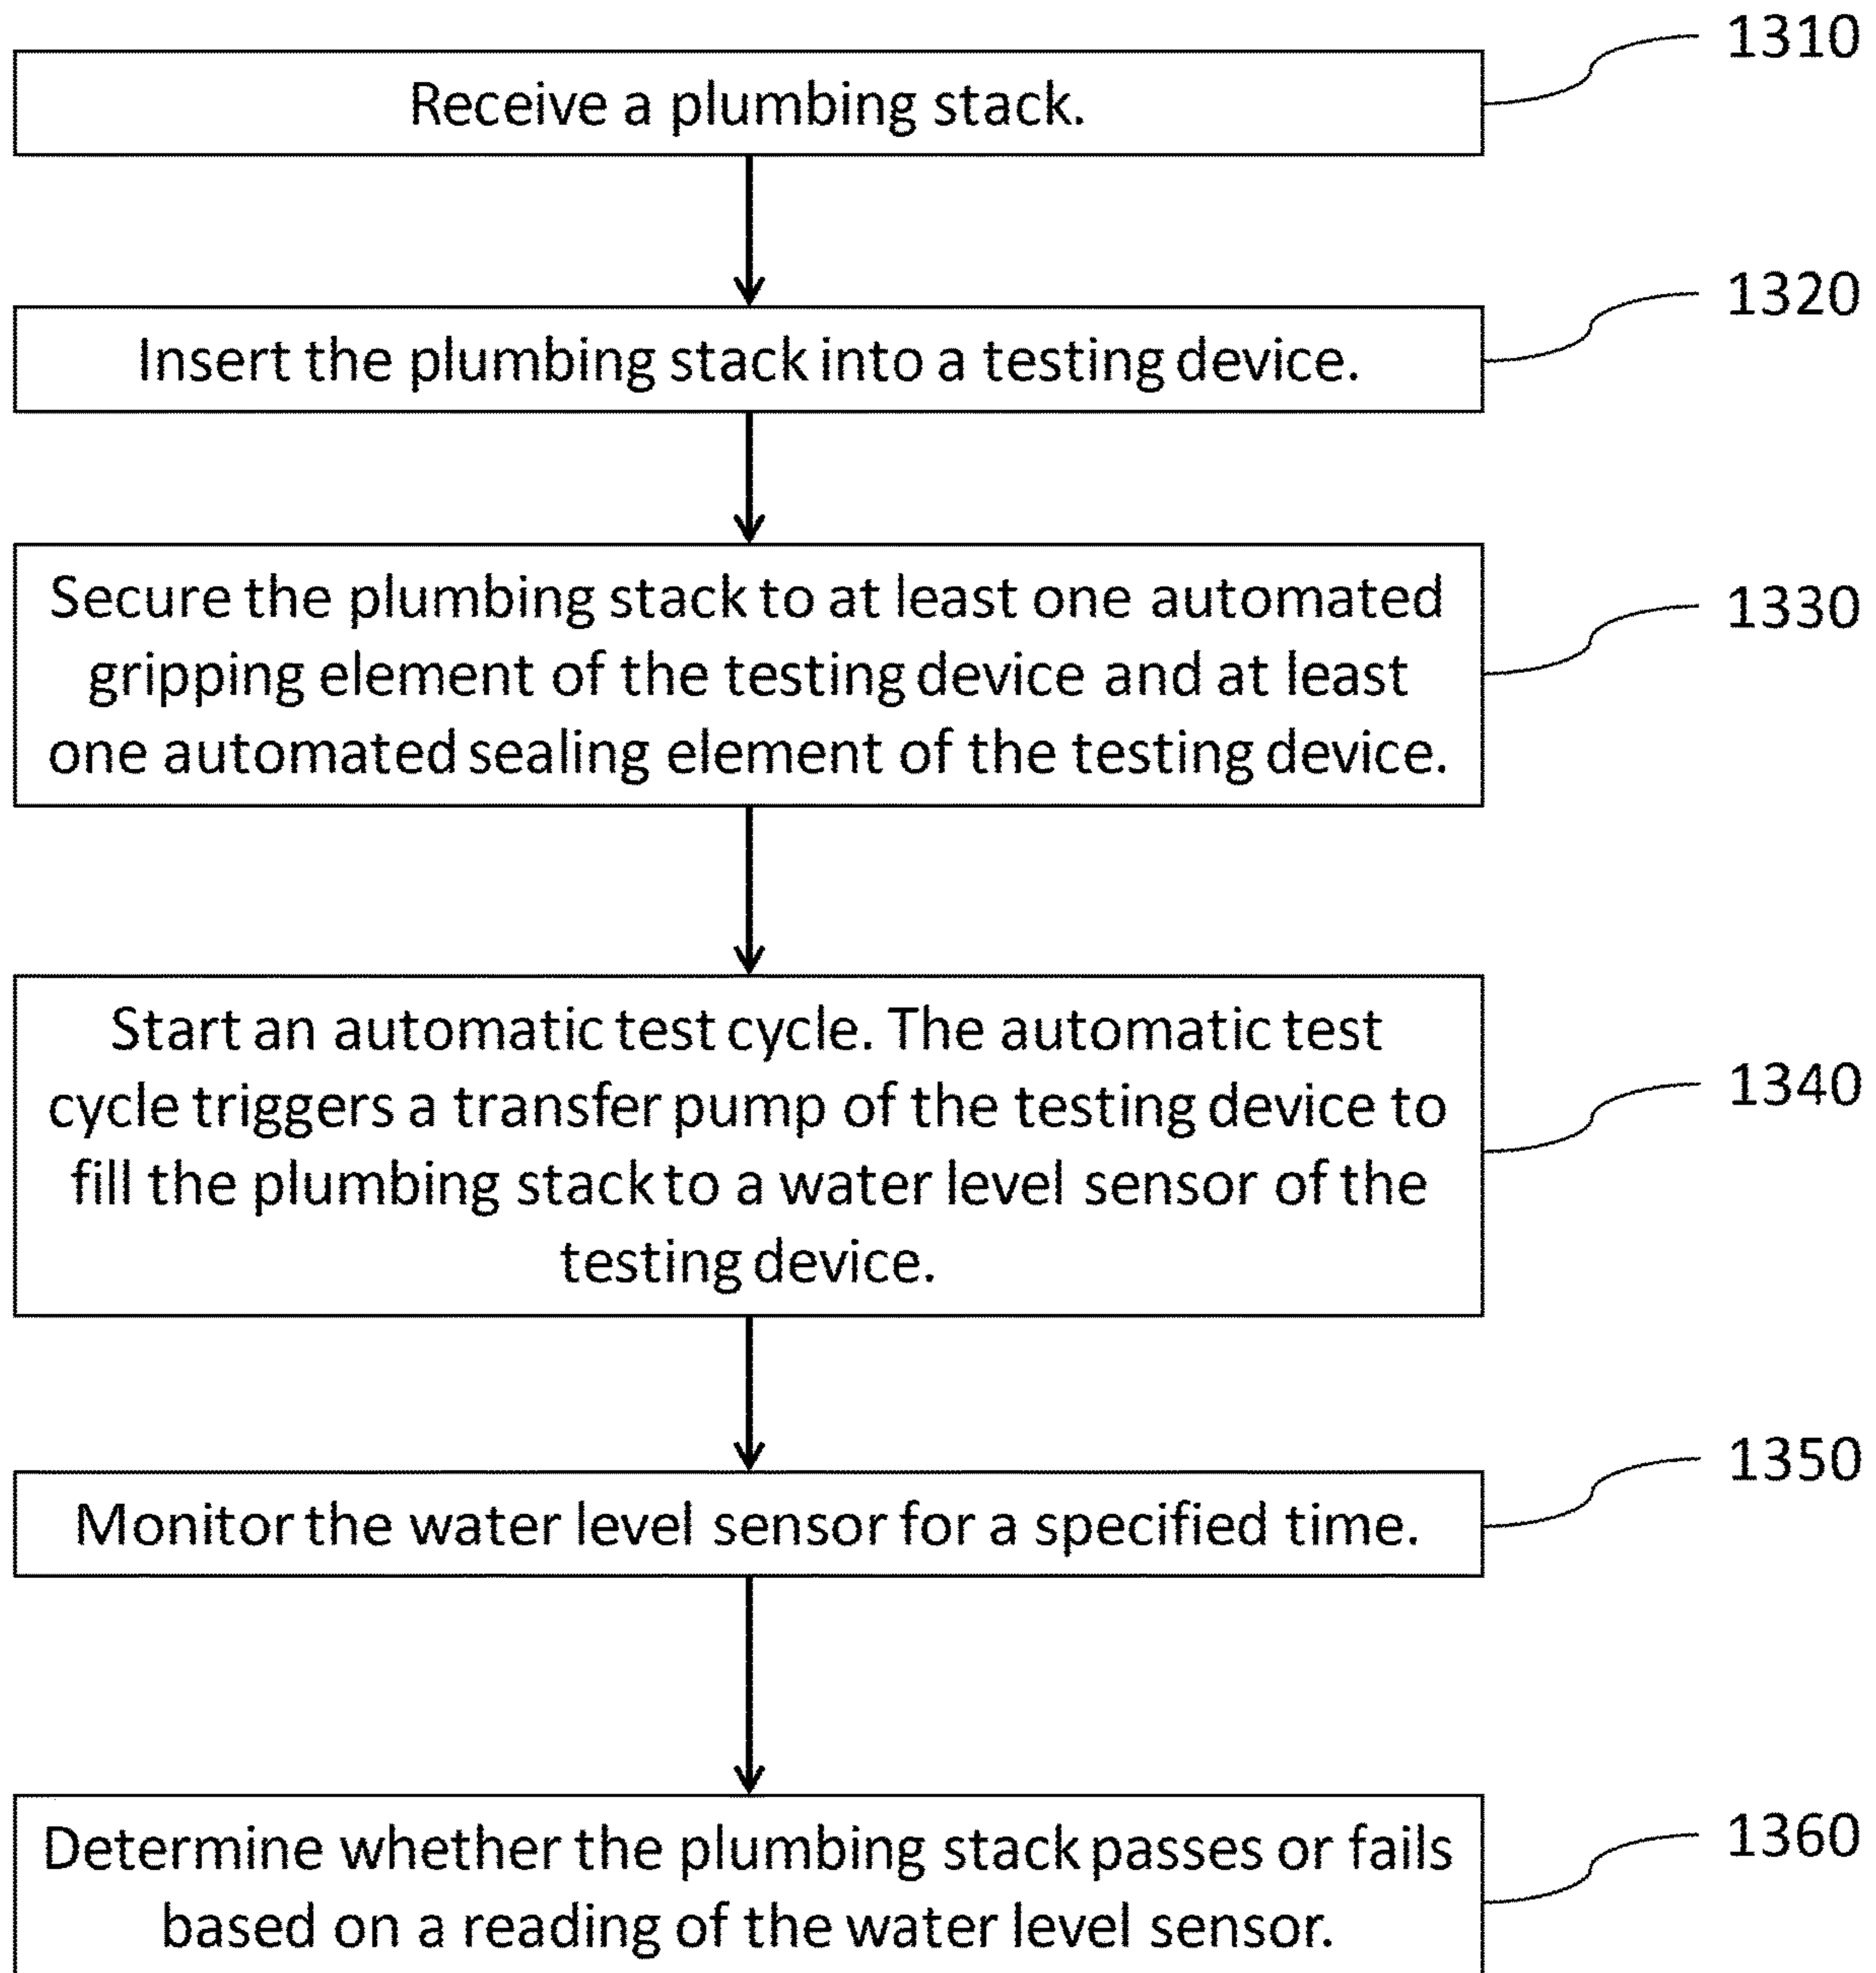 1310
Receive a plumbing stack.
1320
Insert the plumbing stack into a testing device.
1330
Secure the plumbing stack to at least one automated
gripping element of the testing device and at least
one automated sealing element of the testing device.
1340
Start an automatic test cycle. The automatic test
cycle triggers a transfer pump of the testing device to
fill the plumbing stack to a water level sensor of the
testing device.
1350
Monitor the water level sensor for a specified time.
1360
Determine whether the plumbing stack passes or fails
based on a reading of the water level sensor.